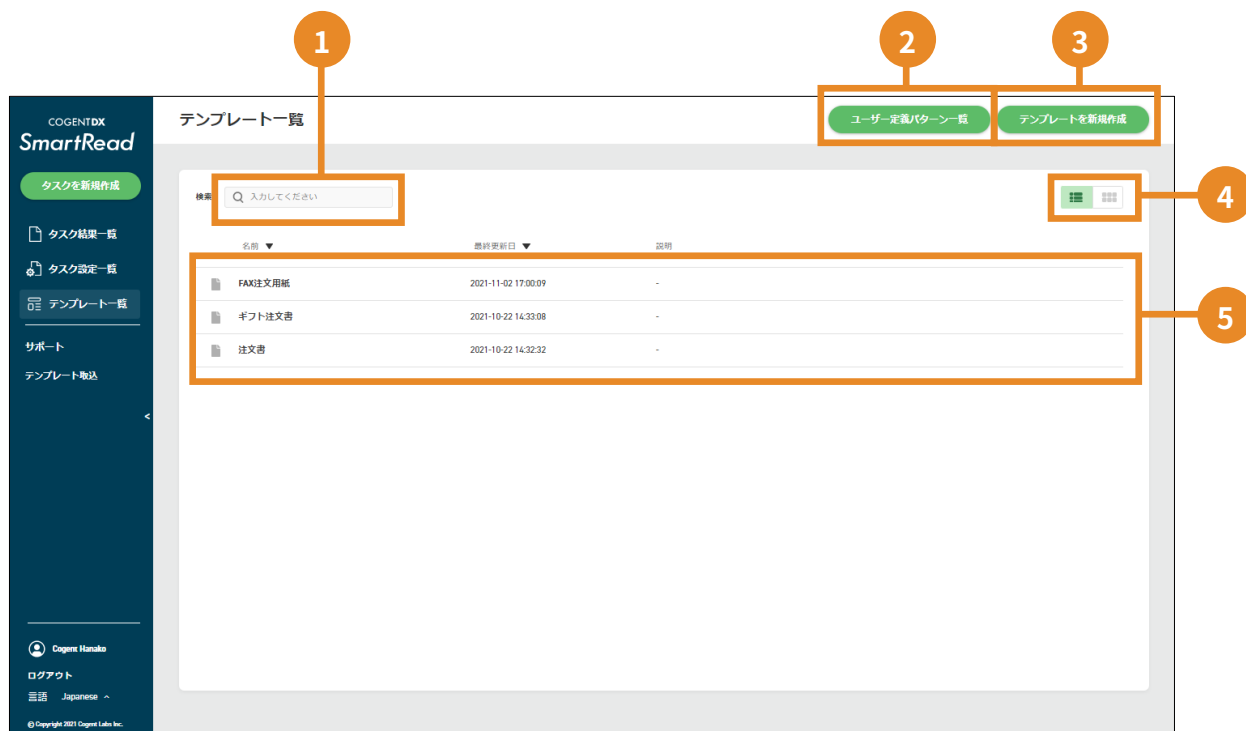 1
2
3
COGENTDX
SmartRead
テンプレート一覧
ユーザー定義パターン一覧
テンプレートを新規作成
タスクを新規作成
検索
入力してください
4
タスク結果一覧
名前 ▼
最終更新日 ▼
説明
タスク設定一覧
FAX注文用紙
2021-11-02 17:00:09
-
テンプレート一覧
ギフト注文書
2021-10-22 14:33:08
-
5
サポート
注文書
2021-10-22 14:32:32
-
テンプレート取込
<
Cogent Hanako
ログアウト
言語 Japanese
© Copyright 2021 Cogent Labs Inc.